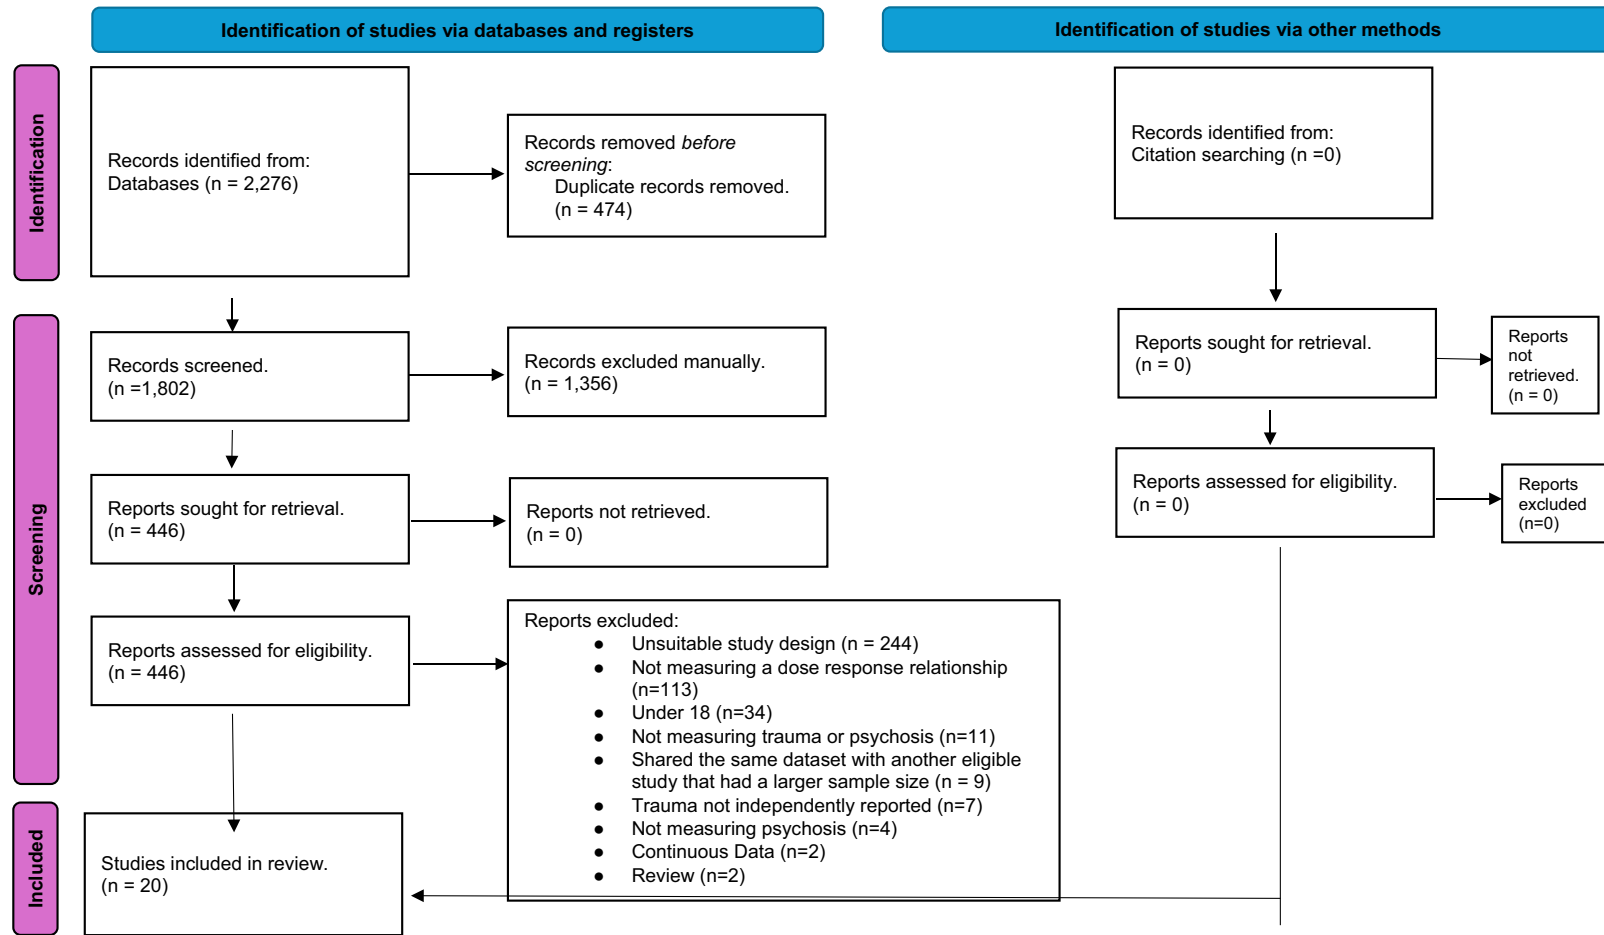 Identification of studies via databases and registers
Identification of studies via other methods
Identification
Records identified from:
Databases (n = 2,276)
Records removed before
screening:
Duplicate records removed.
(n = 474)
Records identified from:
Citation searching (n =0)
Screening
Records screened.
(n =1,802)
Records excluded manually.
(n = 1,356)
Reports sought for retrieval.
(n = 0)
Reports
not
retrieved.
(n = 0)
Reports sought for retrieval.
(n = 446)
Reports not retrieved.
(n = 0)
Reports assessed for eligibility.
(n = 0)
Reports
excluded
(n=0)
Reports assessed for eligibility.
(n = 446)
Reports excluded:
● Unsuitable study design (n = 244)
● Not measuring a dose response relationship
(n=113)
● Under 18 (n=34)
● Not measuring trauma or psychosis (n=11)
● Shared the same dataset with another eligible
study that had a larger sample size (n = 9)
● Trauma not independently reported (n=7)
● Not measuring psychosis (n=4)
● Continuous Data (n=2)
● Review (n=2)
Included
Studies included in review.
(n = 20)